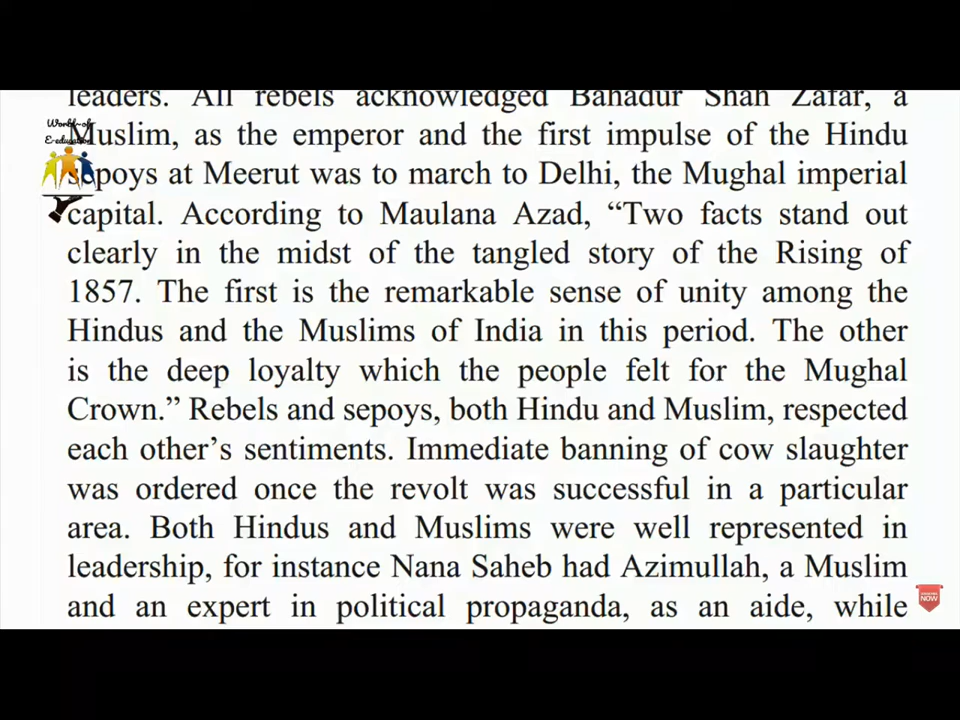 leaders. All rebels acknowledged Bahadur Shah Zafar, a
Muslim, as the emperor and the first impulse of the Hindu
sepoys at Meerut was to march to Delhi, the Mughal imperial
capital. According to Maulana Azad, “Two facts stand out
clearly in the midst of the tangled story of the Rising of
1857. The first is the remarkable sense of unity among the
Hindus and the Muslims of India in this period. The other
is the deep loyalty which the people felt for the Mughal
Crown.” Rebels and sepoys, both Hindu and Muslim, respected
each other’s sentiments. Immediate banning of cow slaughter
was ordered once the revolt was successful in a particular
area. Both Hindus and Muslims were well represented in
leadership, for instance Nana Saheb had Azimullah, a Muslim
and an expert in political propaganda, as an aide, while
World of
E-education
NOW